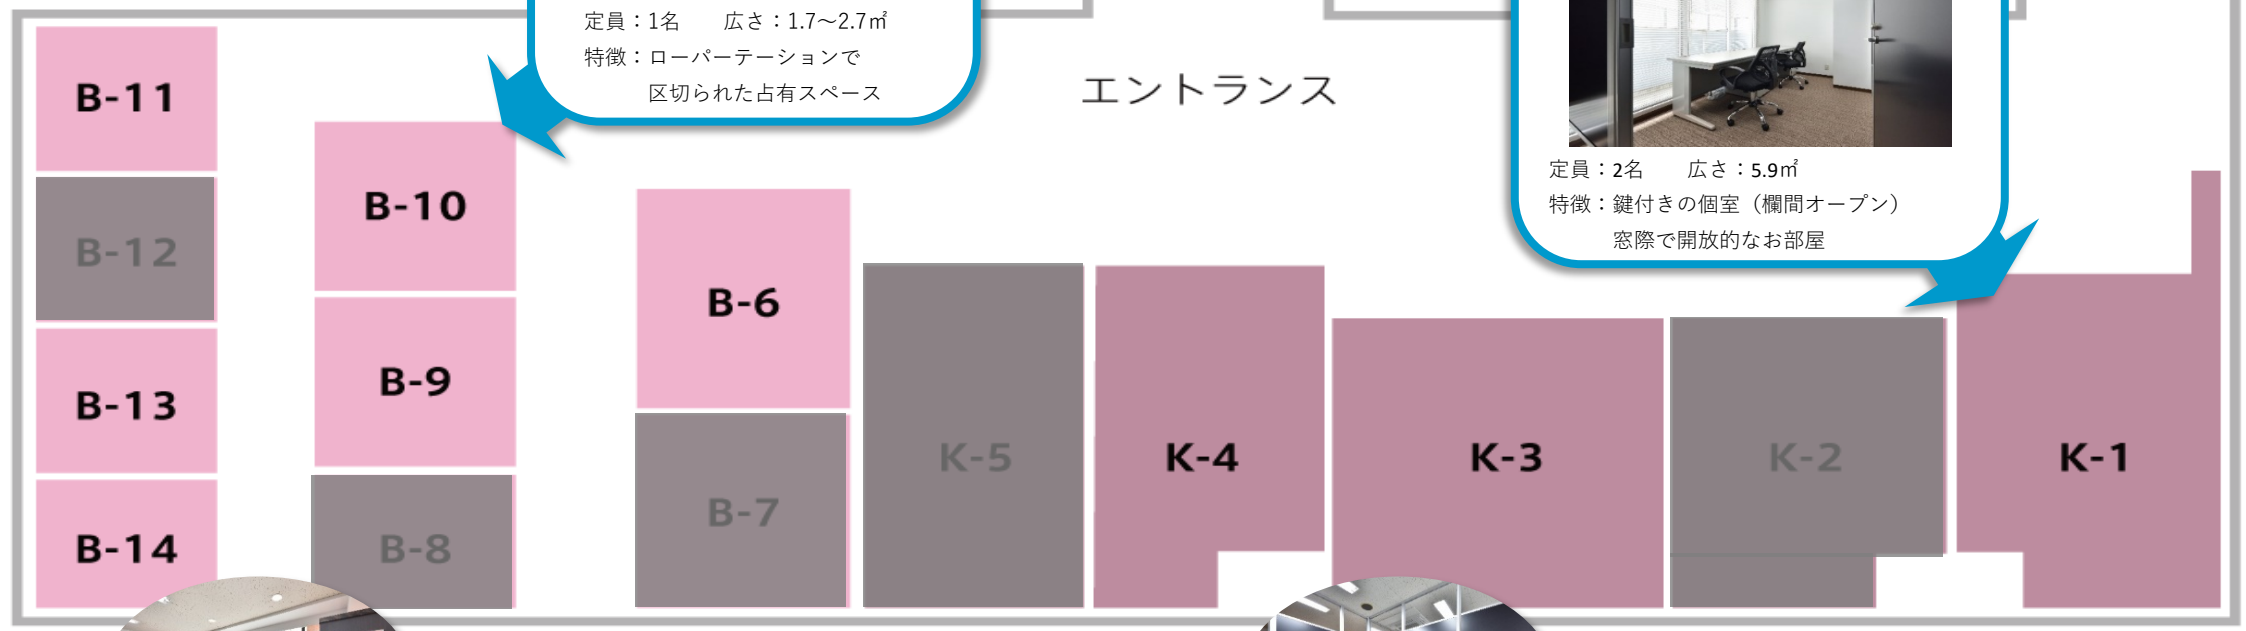 定員：1名　　広さ：1.7～2.7㎡
特徴：ローパーテーションで
区切られた占有スペース
エントランス
定員：2名　　広さ：5.9㎡
特徴：鍵付きの個室（欄間オープン）
窓際で開放的なお部屋
B-11
B-12
B-13
B-14
B-10
B-9
B-8
B-6
B-7
K-5
K-4
K-3
K-2
K-1